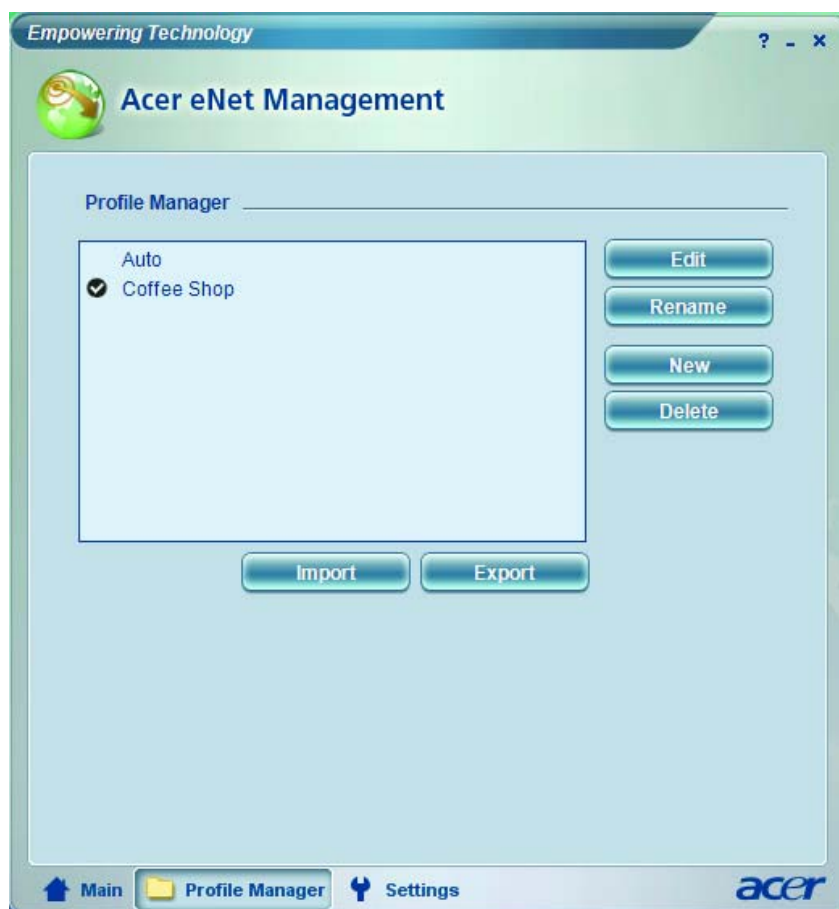 Empowering Technology
? - ×
Acer eNet Management
Profile Manager
Auto
Coffee Shop
Edit
Rename
New
Delete
Import Export
Main Profile Manager Settings acer